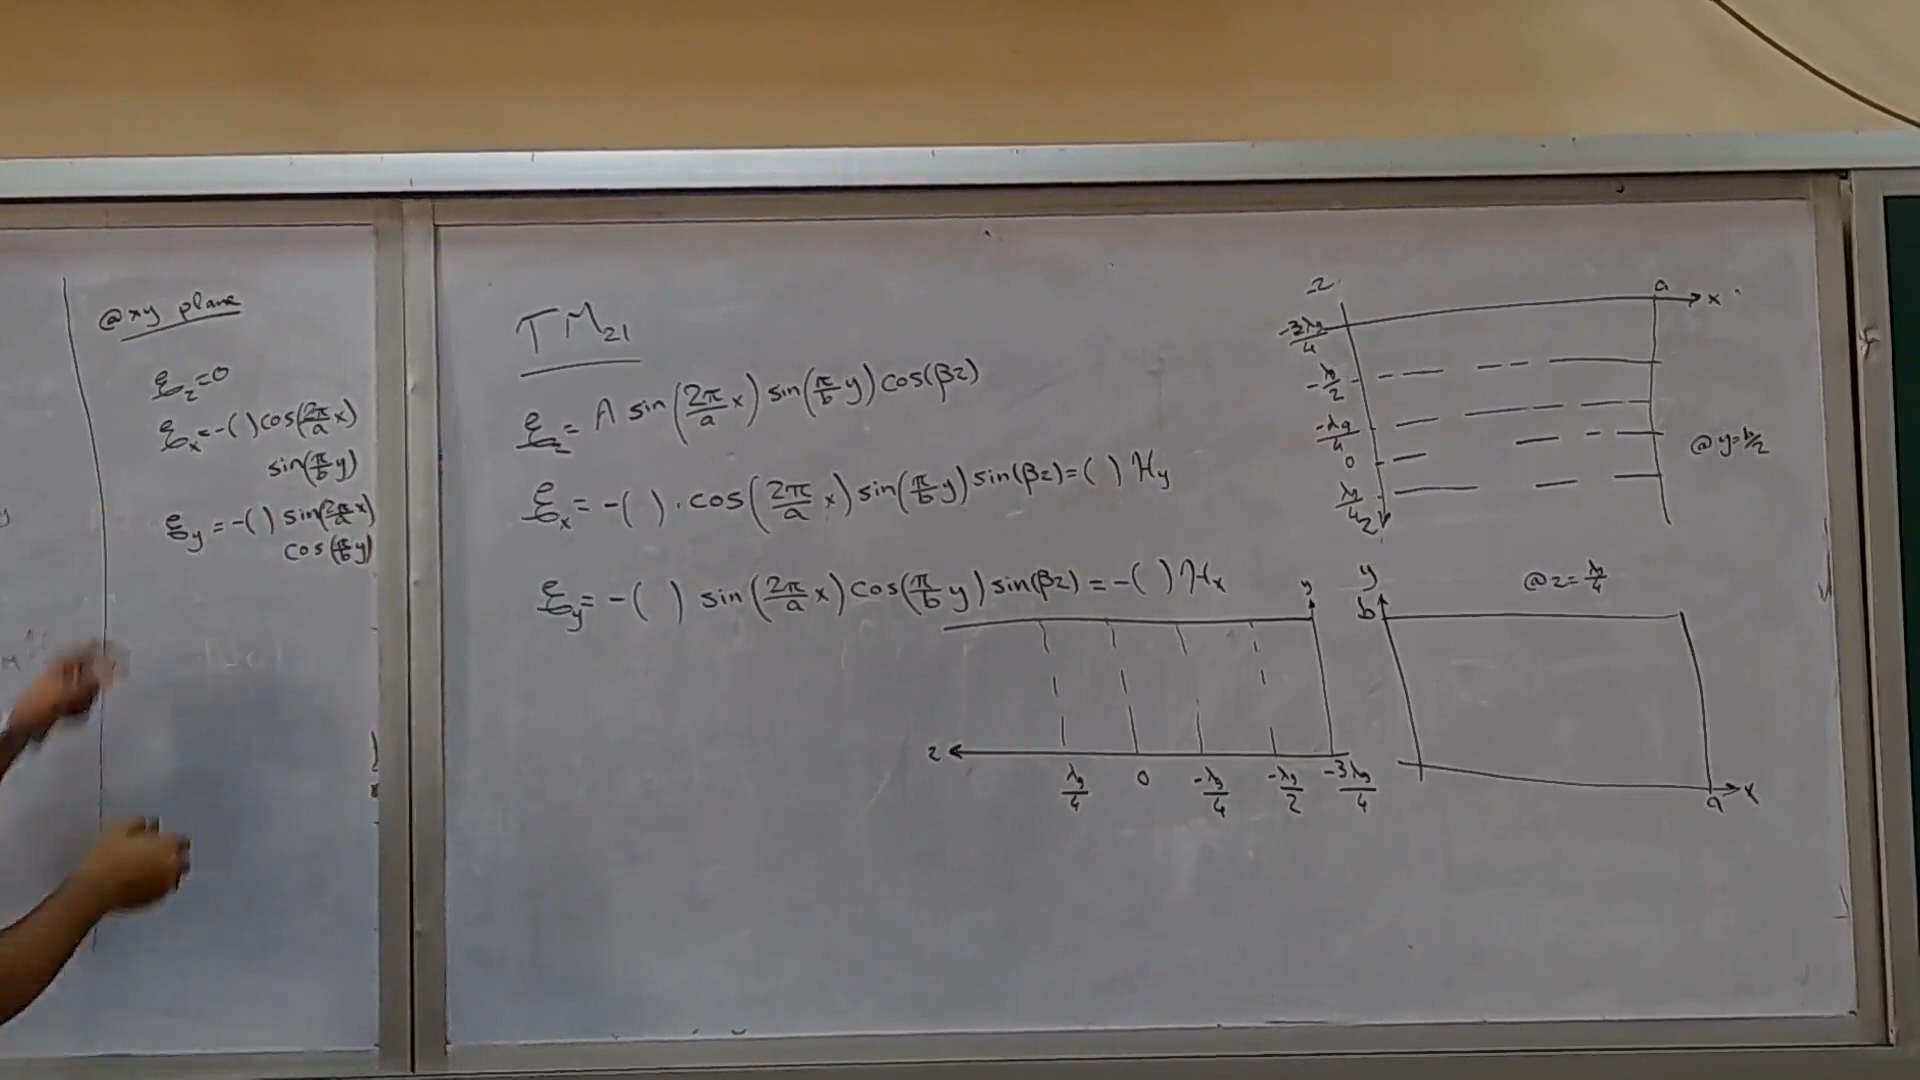 @ xy plane
ℰz=0
ℰx=-( )cos(2π/a x)
sin(π/b y)
ℰy = -( ) sin(2π/a x)
cos(π/b y)
TM21
ℰz = A sin(2π/a x) sin(π/b y) cos(βz)
ℰx = -( ) . cos(2π/a x) sin(π/b y) sin(βz) = ( ) Hy
ℰy = -( ) sin(2π/a x) cos(π/b y) sin(βz) = -( ) Hx
a
x
-3λg/4
-λg/2
-λg/4
0
λg/4
z
@ y=b/2
y
z
λg/4
0
-λg/4
-λg/2
-3λg/4
y
b
@ z=λg/4
a
x